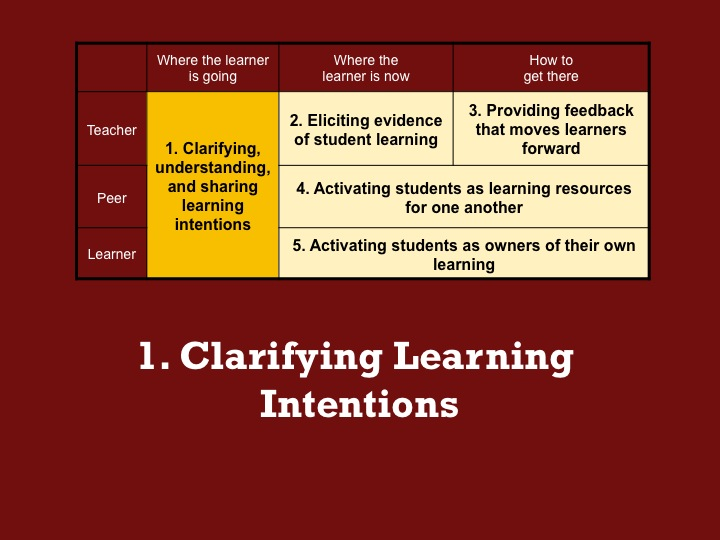 Where the learner
is going
Where the
learner is now
How to
get there
Teacher
1. Clarifying,
understanding,
and sharing
learning
intentions
2. Eliciting evidence
of student learning
3. Providing feedback
that moves learners
forward
Peer
4. Activating students as learning resources
for one another
Learner
5. Activating students as owners of their own
learning
1. Clarifying Learning
Intentions